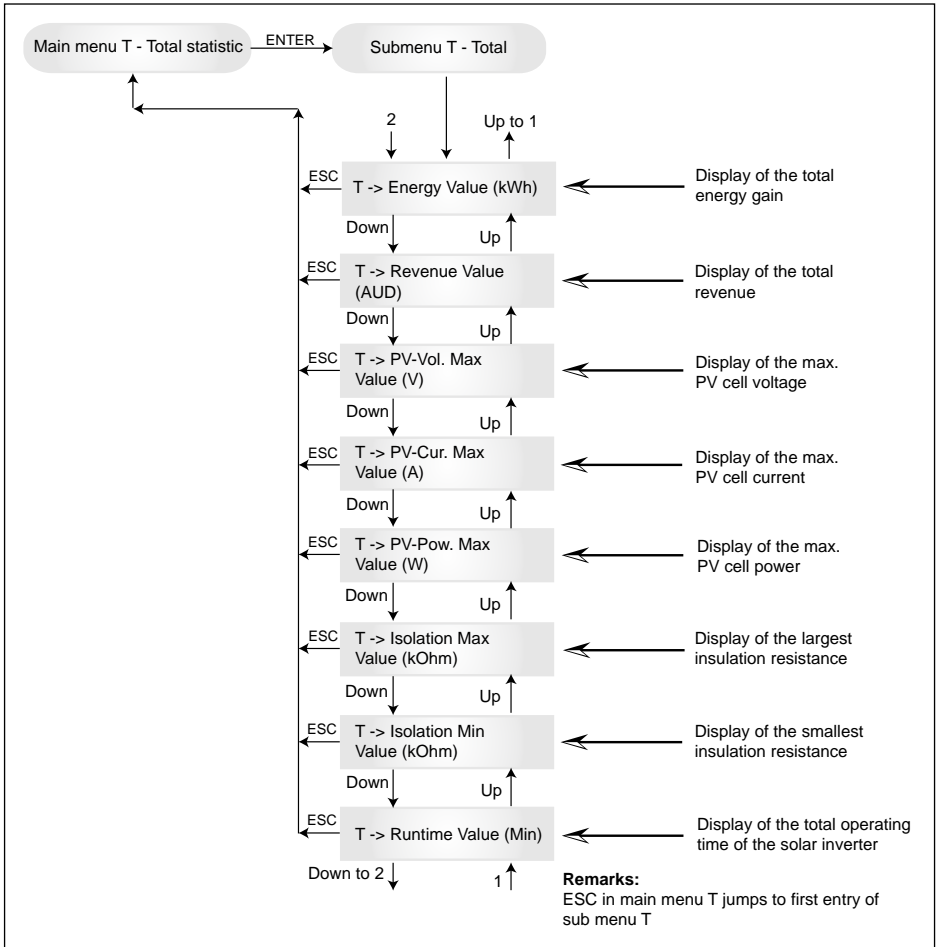 Main menu T - Total statistic
ENTER
Submenu T - Total
2
Up to 1
ESC
T -> Energy Value (kWh)
Display of the total
energy gain
Down
Up
ESC
T -> Revenue Value
(AUD)
Display of the total
revenue
Down
Up
ESC
T -> PV-Vol. Max
Value (V)
Display of the max.
PV cell voltage
Down
Up
ESC
T -> PV-Cur. Max
Value (A)
Display of the max.
PV cell current
Down
Up
ESC
T -> PV-Pow. Max
Value (W)
Display of the max.
PV cell power
Down
Up
ESC
T -> Isolation Max
Value (kOhm)
Display of the largest
insulation resistance
Down
Up
ESC
T -> Isolation Min
Value (kOhm)
Display of the smallest
insulation resistance
Down
Up
ESC
T -> Runtime Value (Min)
Display of the total operating
time of the solar inverter
Down to 2
1
Remarks:
ESC in main menu T jumps to first entry of
sub menu T